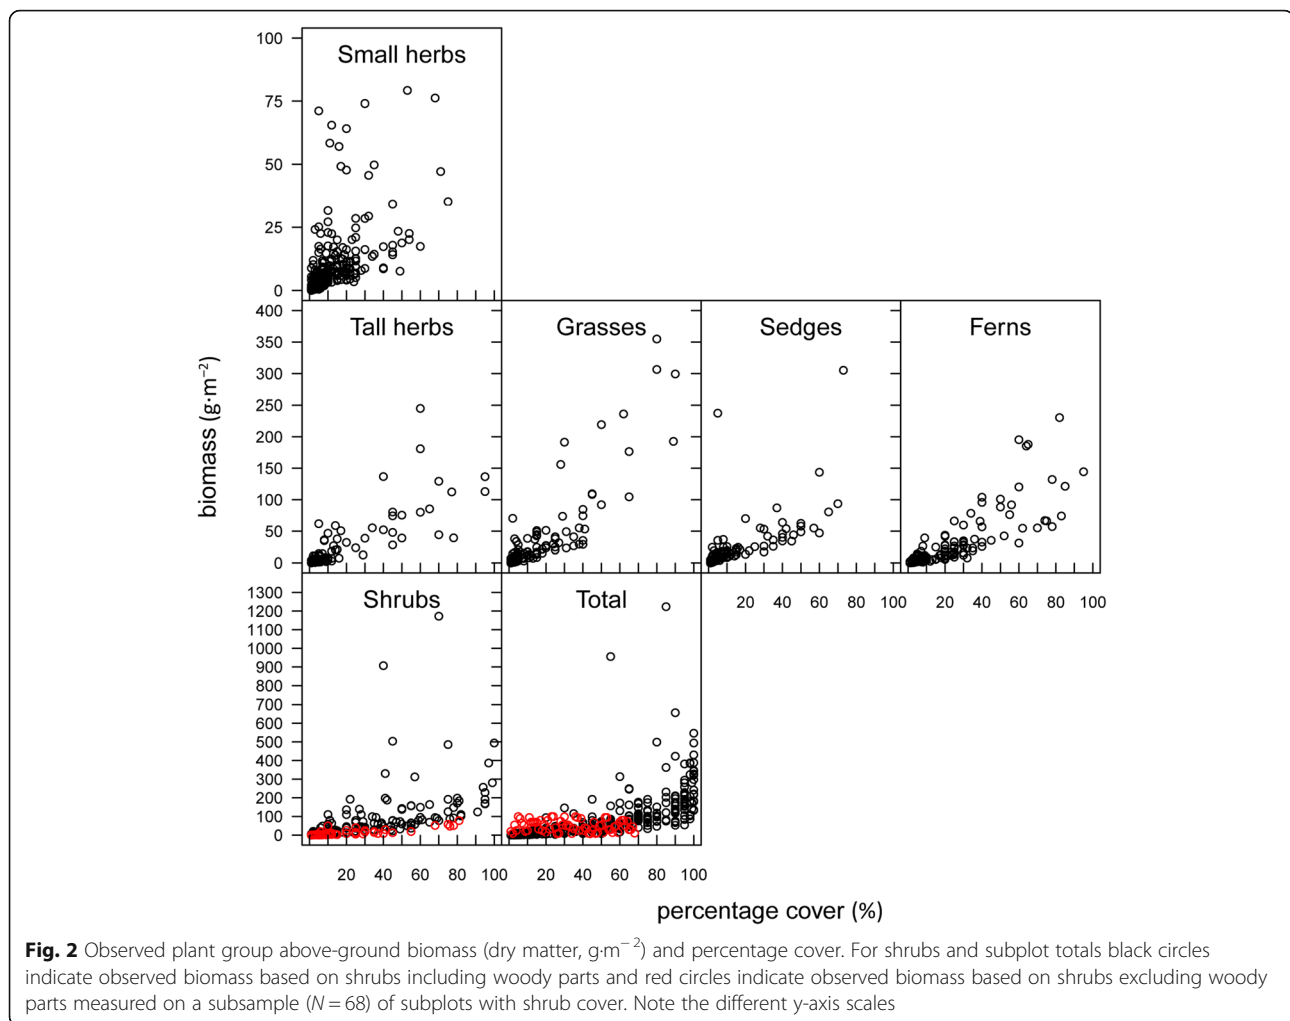 Small herbs
100
75
50
25
0
Tall herbs Grasses Sedges Ferns
400
350
300
250
200
150
100
50
0
biomass (g·m⁻²)
Shrubs Total
1300
1200
1100
1000
900
800
700
600
500
400
300
200
100
0
20 40 60 80 100 20 40 60 80 100
20 40 60 80 100 20 40 60 80 100
percentage cover (%)
Fig. 2 Observed plant group above-ground biomass (dry matter, g·m⁻²) and percentage cover. For shrubs and subplot totals black circles
indicate observed biomass based on shrubs including woody parts and red circles indicate observed biomass based on shrubs excluding woody
parts measured on a subsample (N = 68) of subplots with shrub cover. Note the different y-axis scales